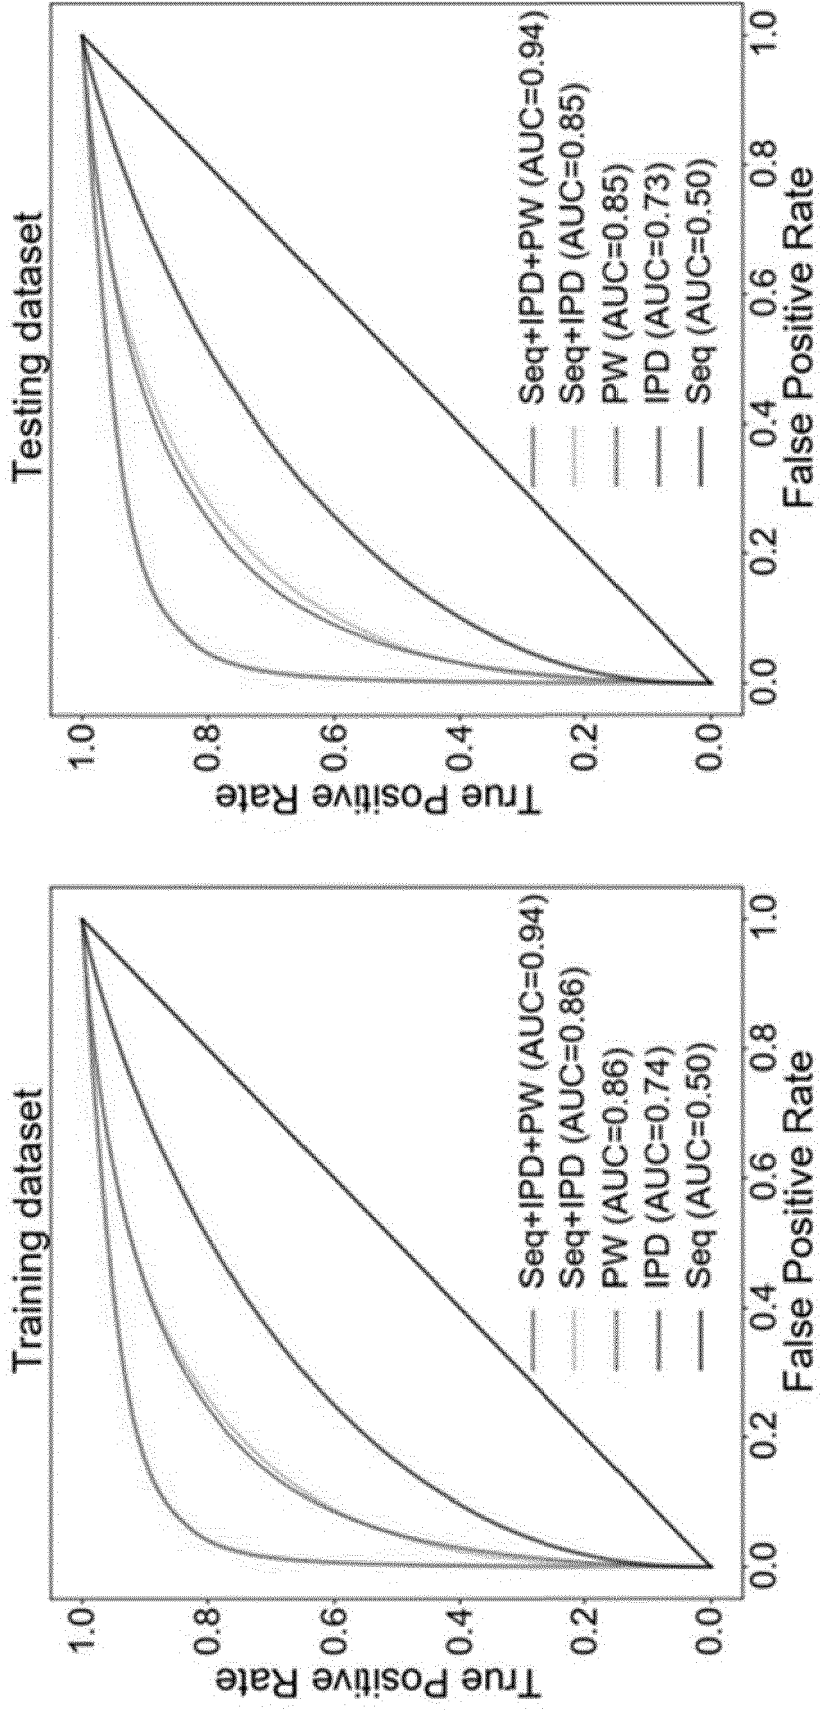 Training dataset
True Positive Rate
1.0
0.8
0.6
0.4
0.2
0.0
Seq+IPD+PW (AUC=0.94)
Seq+IPD (AUC=0.86)
PW (AUC=0.86)
IPD (AUC=0.74)
Seq (AUC=0.50)
0.0 0.2 0.4 0.6 0.8 1.0
False Positive Rate
Testing dataset
True Positive Rate
1.0
0.8
0.6
0.4
0.2
0.0
Seq+IPD+PW (AUC=0.94)
Seq+IPD (AUC=0.85)
PW (AUC=0.85)
IPD (AUC=0.73)
Seq (AUC=0.50)
0.0 0.2 0.4 0.6 0.8 1.0
False Positive Rate